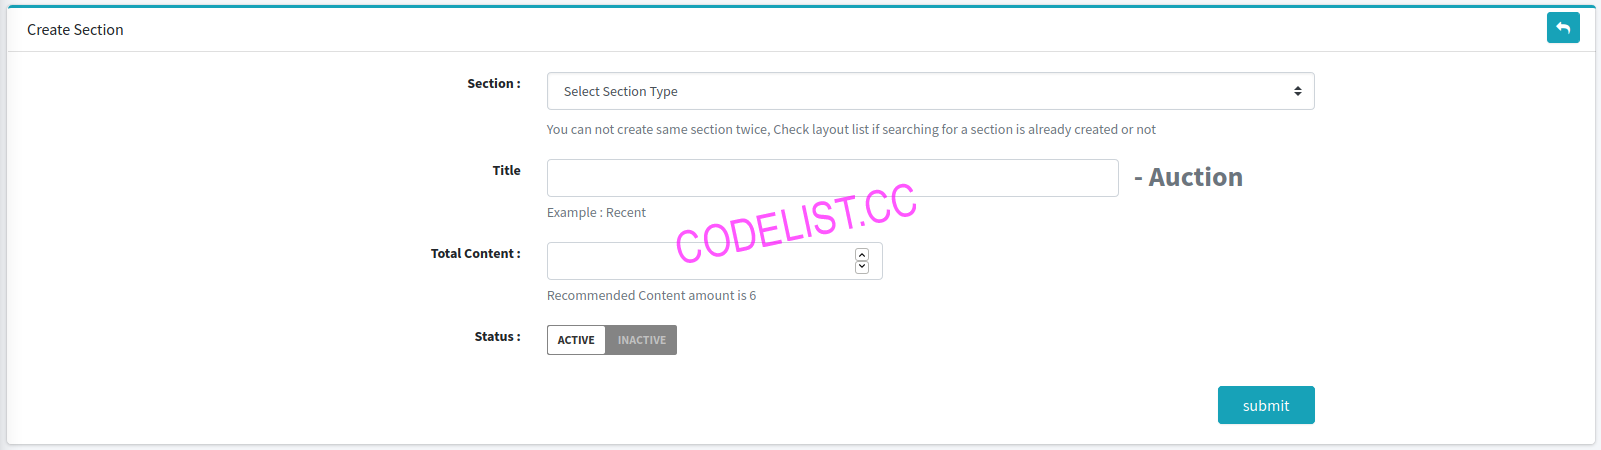 Create Section
Section :
Select Section Type
You can not create same section twice, Check layout list if searching for a section is already created or not
Title
- Auction
Example : Recent
CODELIST.CC
Total Content :
Recommended Content amount is 6
Status :
ACTIVE INACTIVE
submit